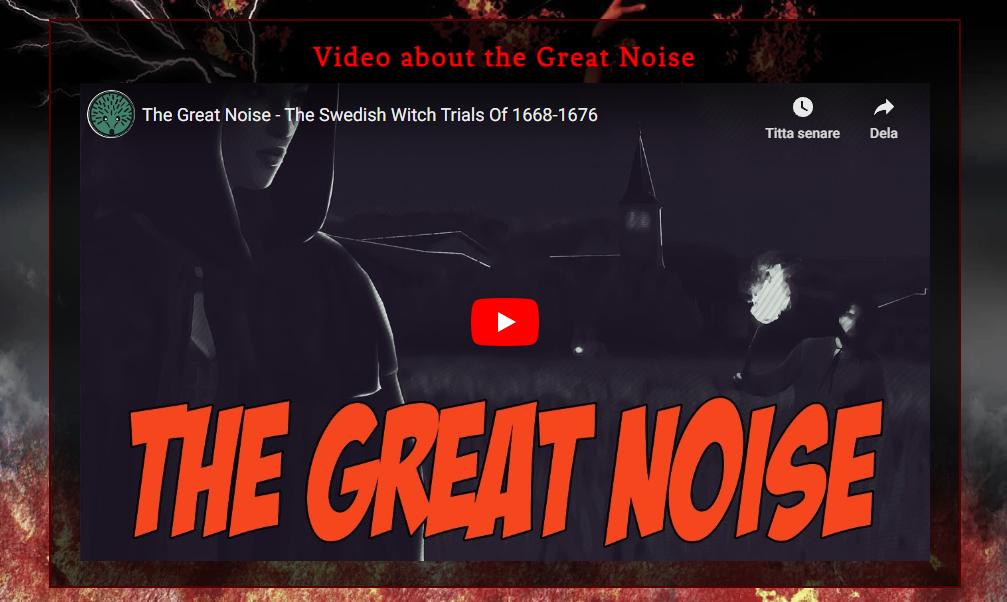 Video about the Great Noise
The Great Noise - The Swedish Witch Trials Of 1668-1676
Titta senare
Dela
THE GREAT NOISE